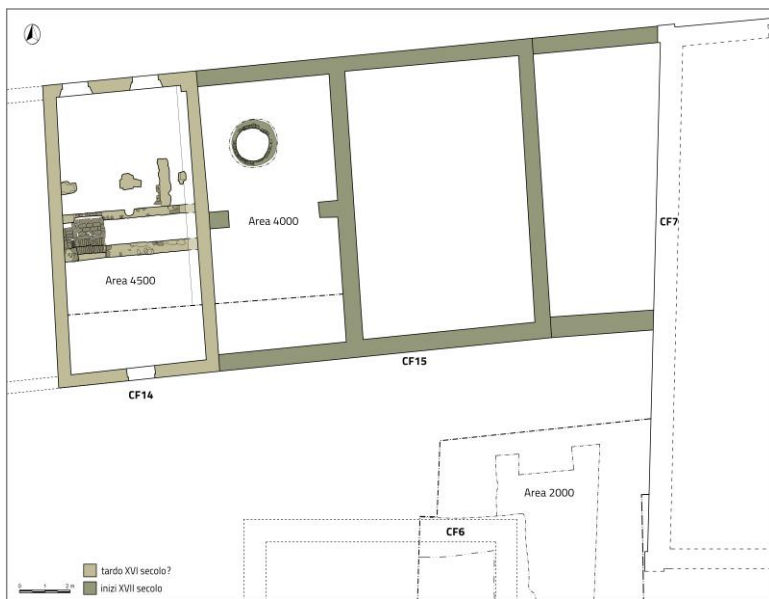 CF7
Area 4000
Area 4500
CF15
CF14
Area 2000
CF6
tardo XVI secolo?
inizi XVII secolo
0 1 2 m